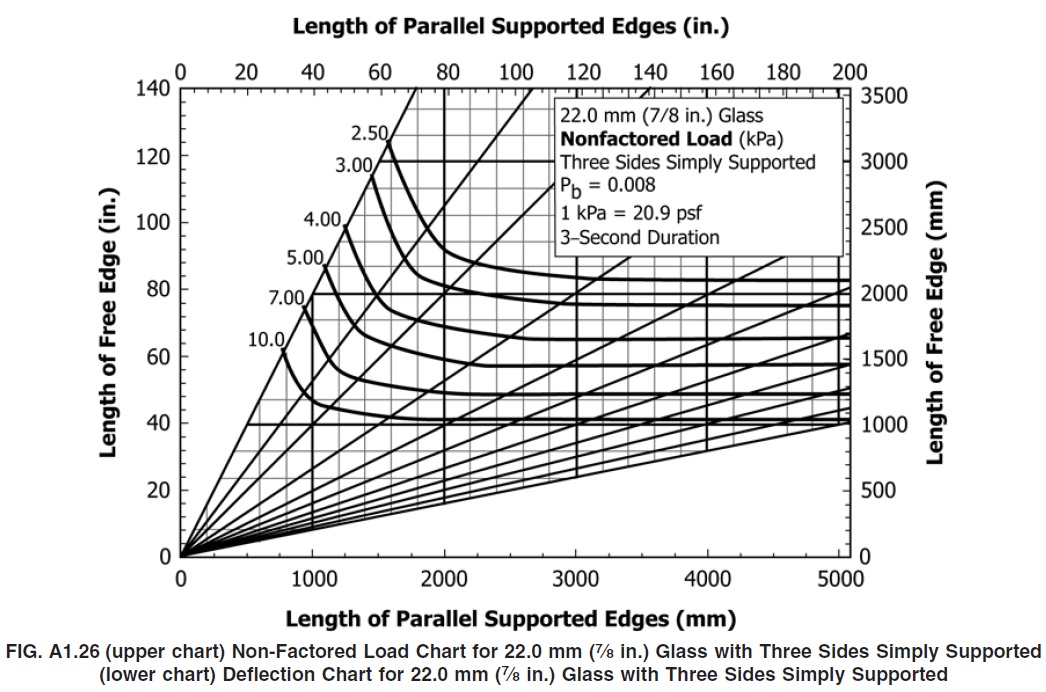 Length of Parallel Supported Edges (in.)
0 20 40 60 80 100 120 140 160 180 200
140
120
100
80
60
40
20
0
Length of Free Edge (in.)
2.50
3.00
4.00
5.00
7.00
10.0
22.0 mm (7/8 in.) Glass
Nonfactored Load (kPa)
Three Sides Simply Supported
Pb = 0.008
1 kPa = 20.9 psf
3–Second Duration
3500
3000
2500
2000
1500
1000
500
0
Length of Free Edge (mm)
0 1000 2000 3000 4000 5000
Length of Parallel Supported Edges (mm)
FIG. A1.26 (upper chart) Non-Factored Load Chart for 22.0 mm (7⁄8 in.) Glass with Three Sides Simply Supported
(lower chart) Deflection Chart for 22.0 mm (7⁄8 in.) Glass with Three Sides Simply Supported